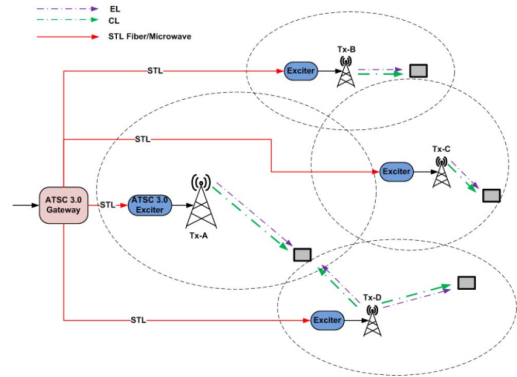 EL
CL
STL Fiber/Microwave
Tx-B
STL
Exciter
STL
Tx-C
Exciter
ATSC 3.0
Gateway
STL
ATSC 3.0
Exciter
Tx-A
Tx-D
STL
Exciter